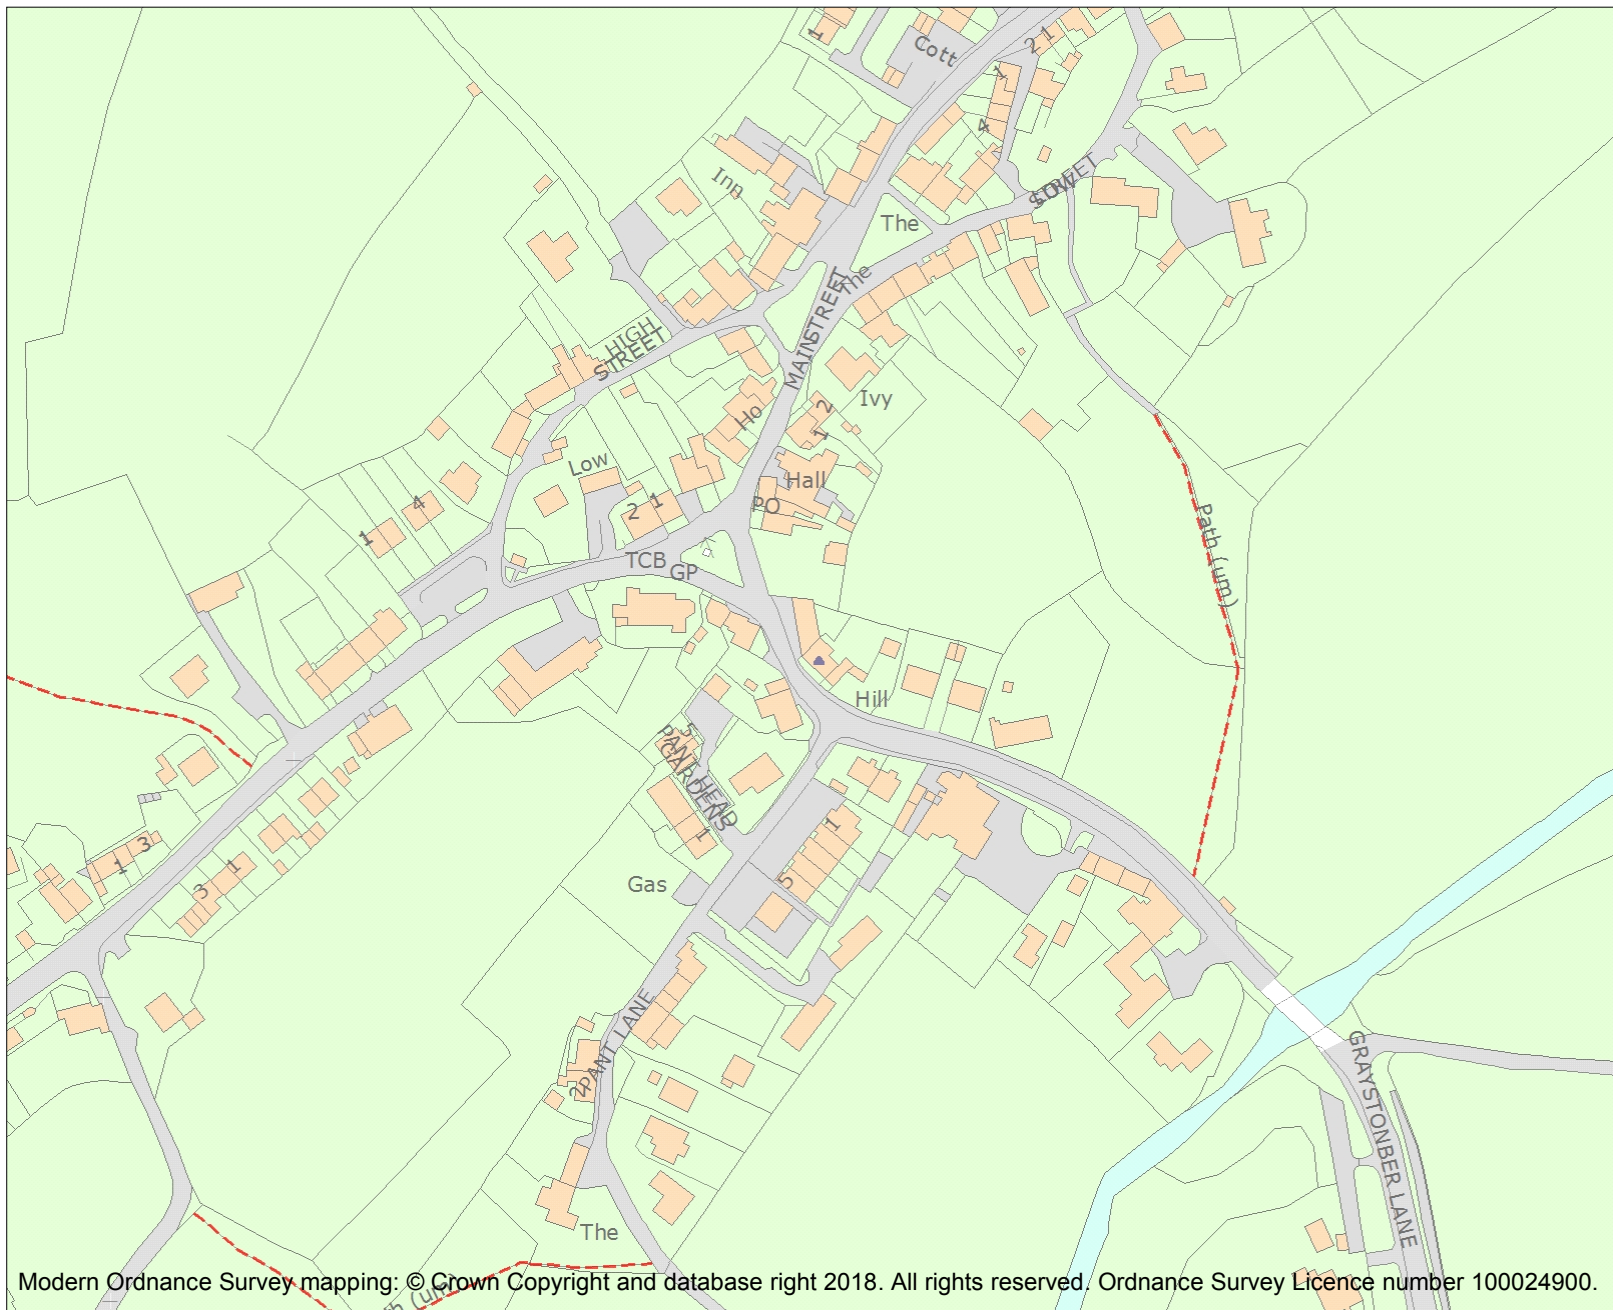 1
Cott
2 1
1
4
Inn
LOW
STREET
The
The
MAIN STREET
HIGH
STREET
Ivy
2
1
Ho
Low
Hall
PO
4
1
2 1
TCB
GP
Path (um)
Hill
5
PANT HEAD
GARDENS
1
1
5
3
1
1
3
Gas
PANT LANE
2
The
GRAYSTONBER LANE
Modern Ordnance Survey mapping: © Crown Copyright and database right 2018. All rights reserved. Ordnance Survey Licence number 100024900.